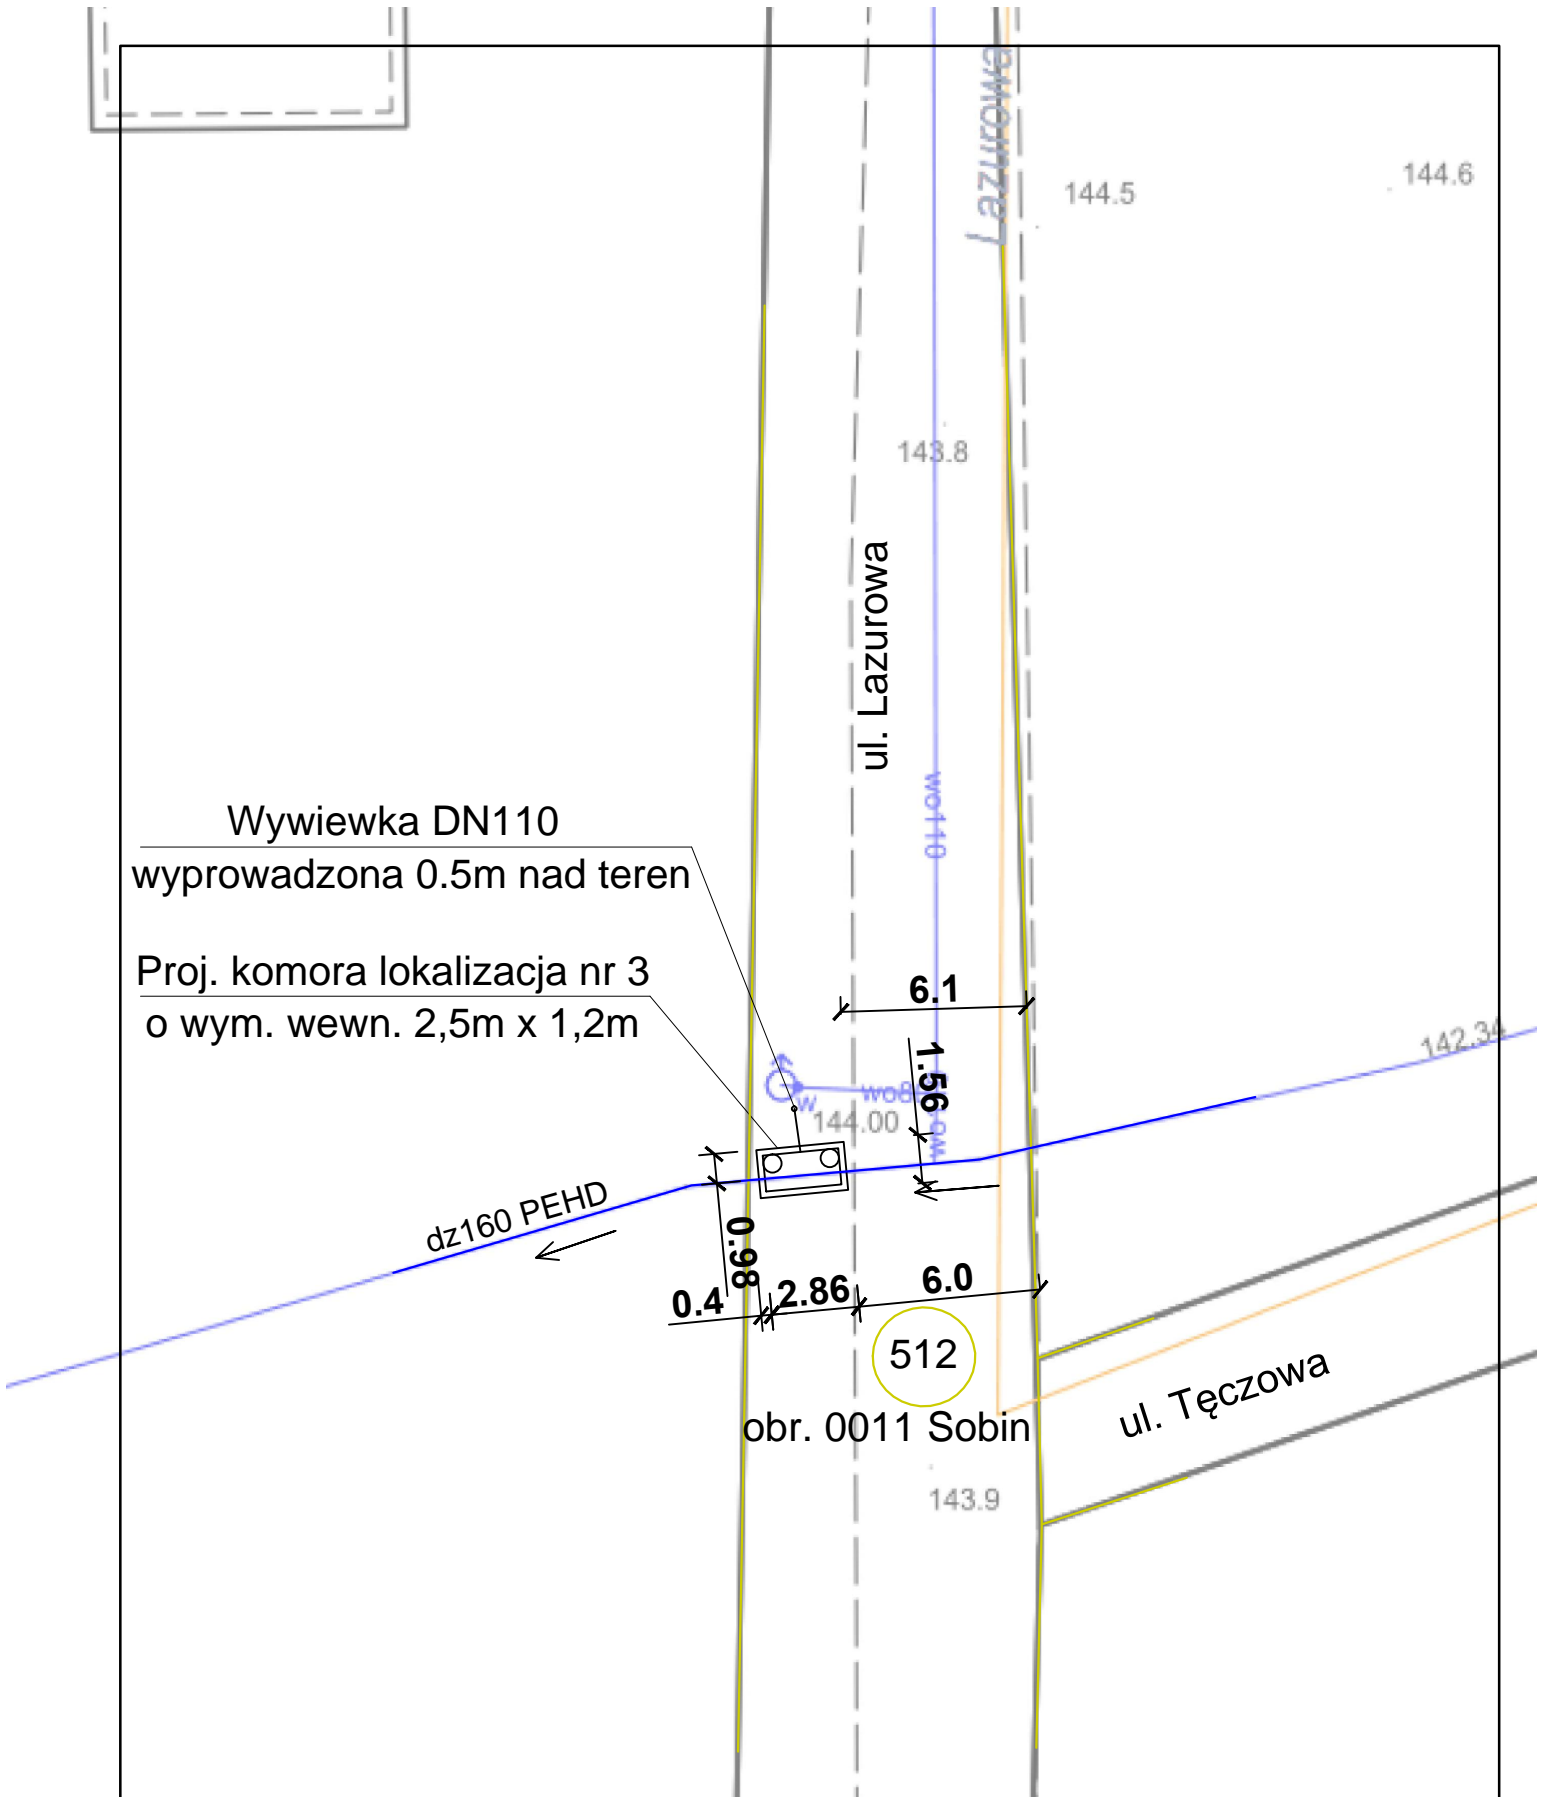 Lazurowa
144.5
144.6
143.8
ul. Lazurowa
wo110
Wywiewka DN110
wyprowadzona 0.5m nad teren
Proj. komora lokalizacja nr 3
o wym. wewn. 2,5m x 1,2m
6.1
142.34
1.56
w
144.00
dz160 PEHD
0.98
0.4
2.86
6.0
512
obr. 0011 Sobin
ul. Tęczowa
143.9